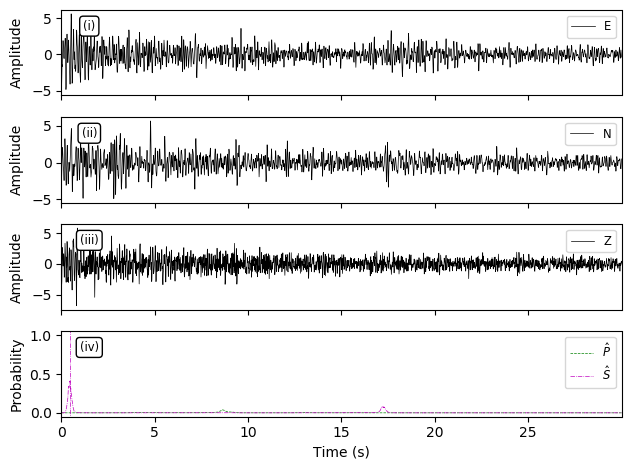 5
0
−5
Amplitude
(i)
E
5
0
−5
Amplitude
(ii)
N
5
0
−5
Amplitude
(iii)
Z
1.0
0.5
0.0
Probability
(iv)
P̂
Ŝ
0 5 10 15 20 25
Time (s)